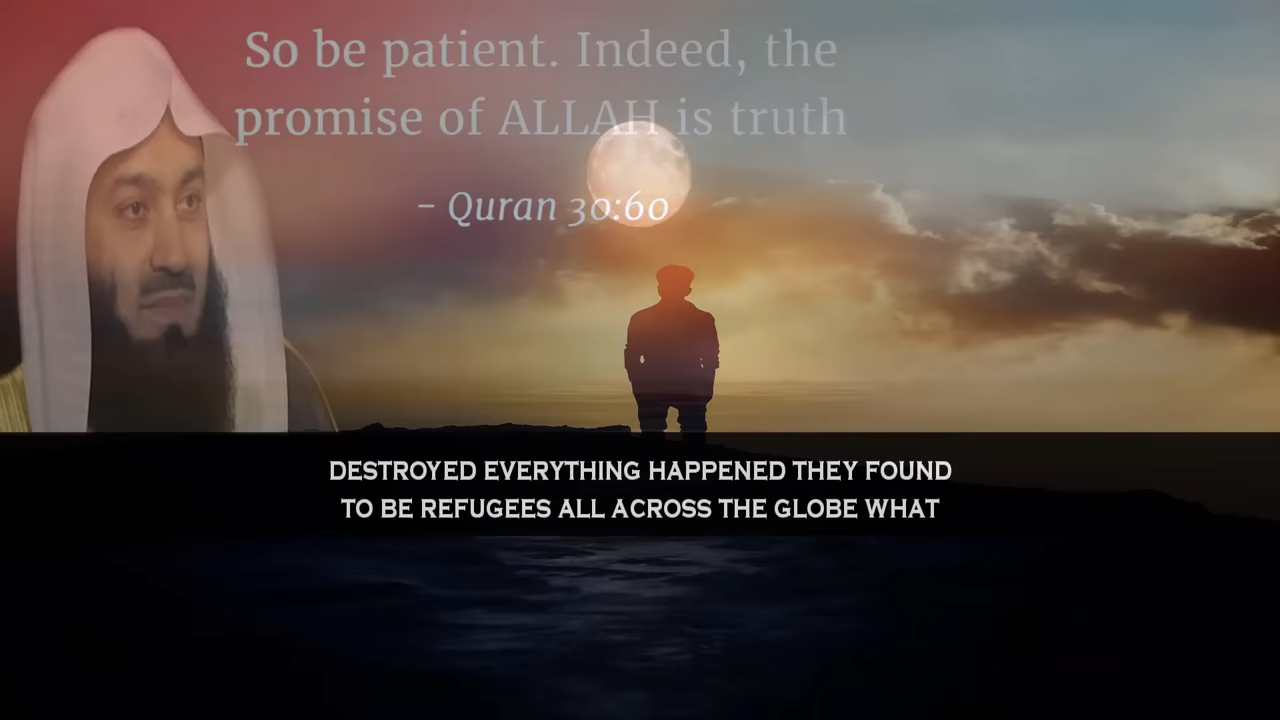 So be patient. Indeed, the
promise of ALLAH is truth
- Quran 30:60
DESTROYED EVERYTHING HAPPENED THEY FOUND
TO BE REFUGEES ALL ACROSS THE GLOBE WHAT